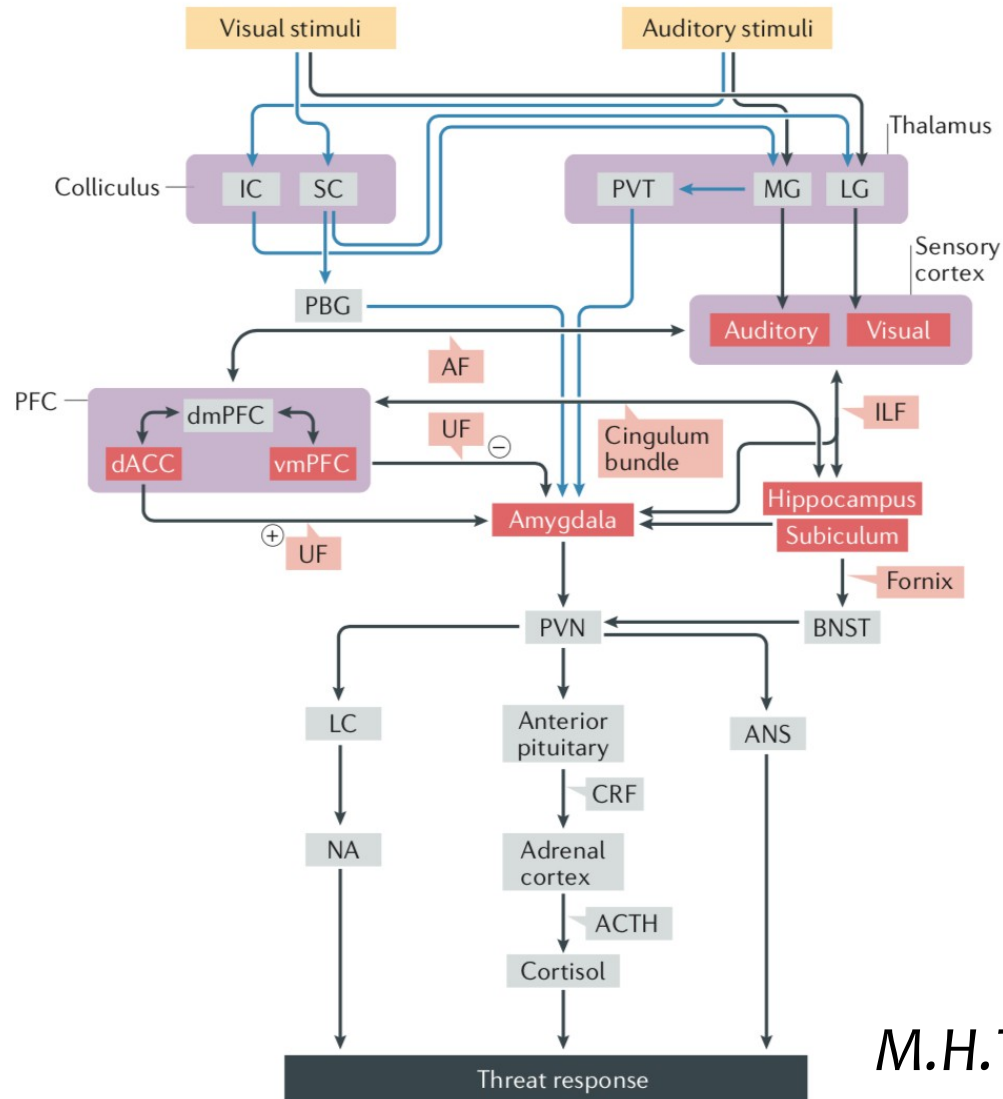 Visual stimuli
Auditory stimuli
Thalamus
Colliculus
IC
SC
PVT
MG
LG
Sensory
cortex
PBG
Auditory
Visual
AF
PFC
dmPFC
UF
−
Cingulum
bundle
ILF
dACC
vmPFC
Hippocampus
Amygdala
Subiculum
+
UF
Fornix
PVN
BNST
LC
Anterior
pituitary
ANS
CRF
NA
Adrenal
cortex
ACTH
Cortisol
M.H.
Threat response